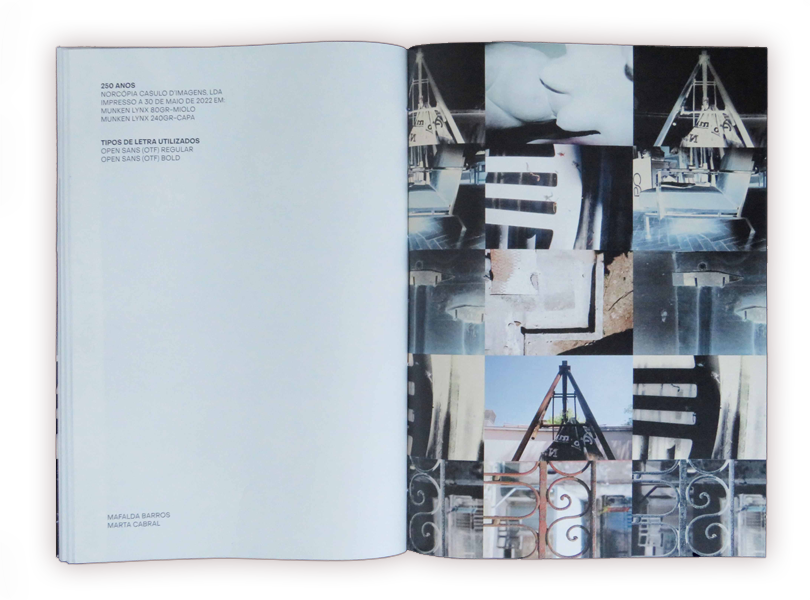 250 ANOS
NORCÓPIA CASULO D'IMAGENS, LDA
IMPRESSO A 30 DE MAIO DE 2022 EM:
MUNKEN LYNX 80GR-MIOLO
MUNKEN LYNX 240GR-CAPA
TIPOS DE LETRA UTILIZADOS
OPEN SANS (OTF) REGULAR
OPEN SANS (OTF) BOLD
MAFALDA BARROS
MARTA CABRAL